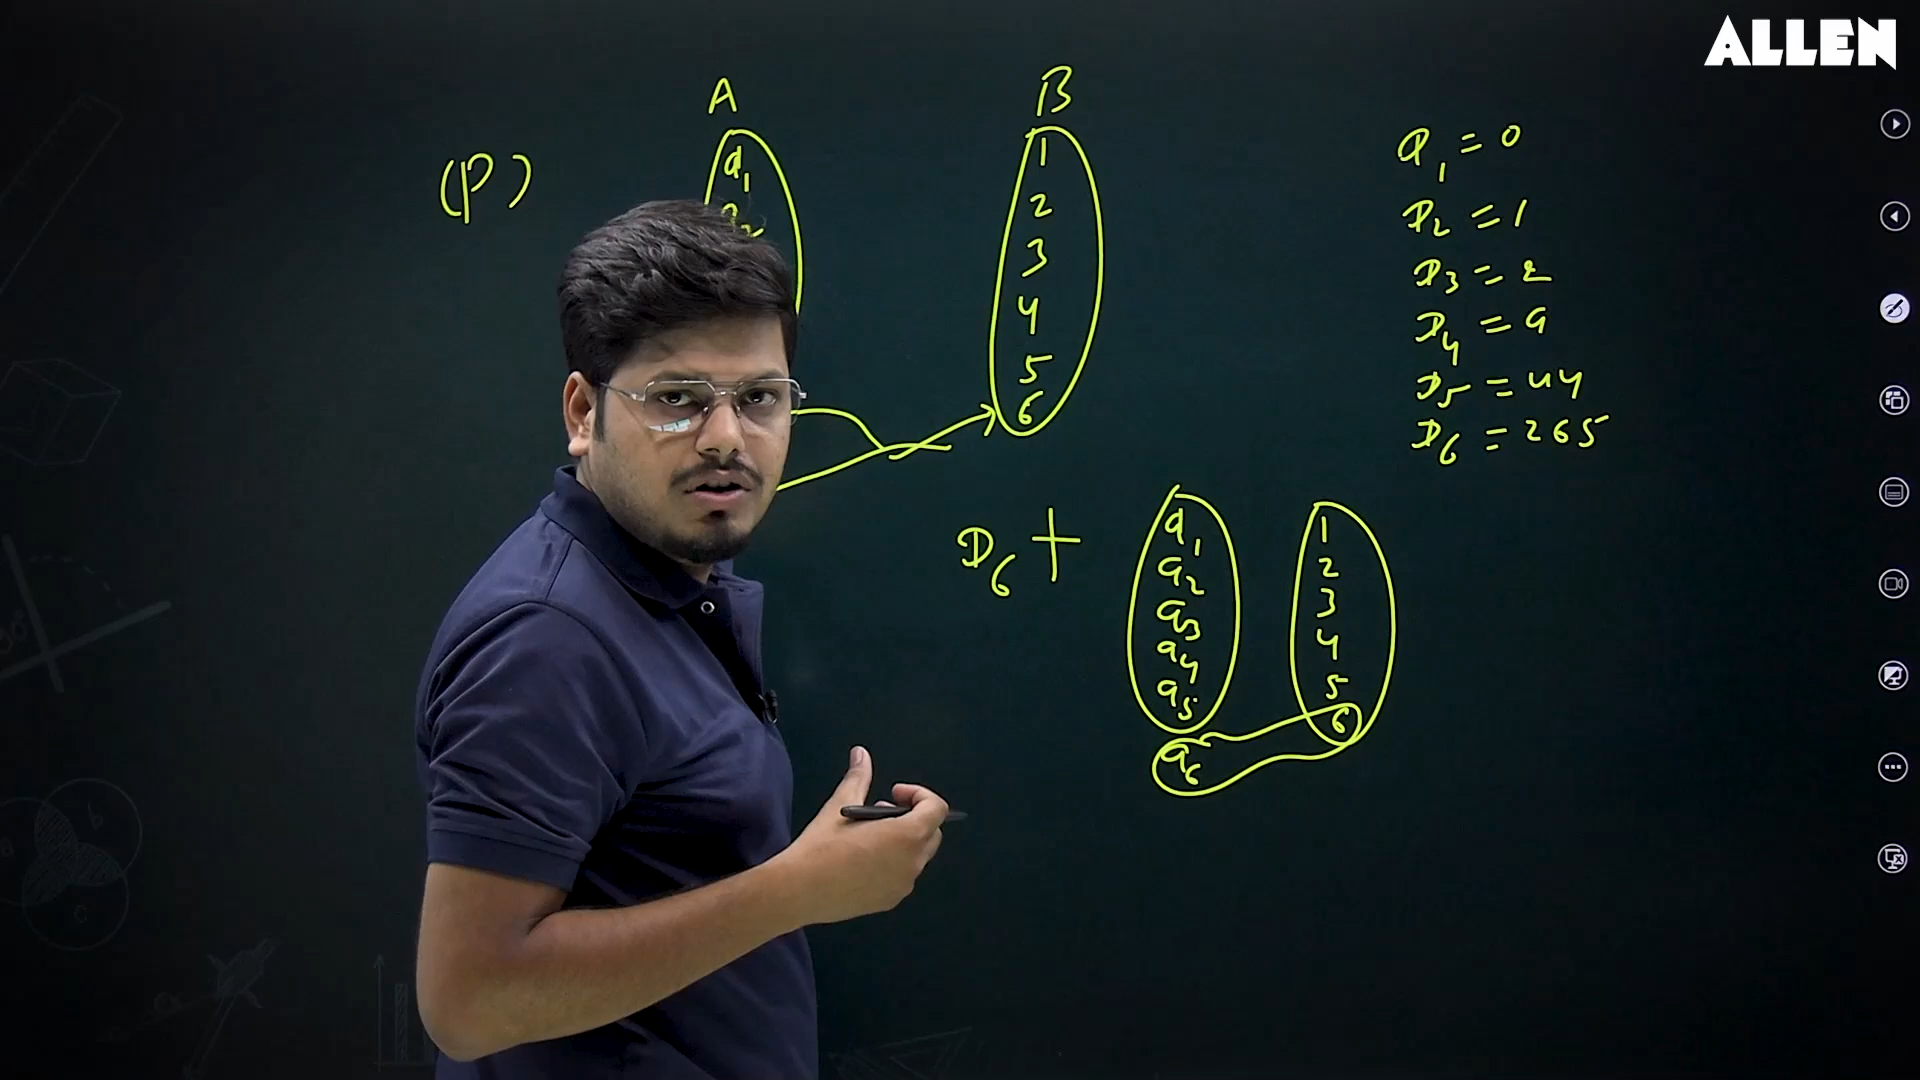 ALLEN
A B
(P)
a1
1
2
3
4
5
6
D1 = 0
D2 = 1
D3 = 2
D4 = 9
D5 = 44
D6 = 265
D6 +
a1
a2
a3
a4
a5
a6
1
2
3
4
5
6